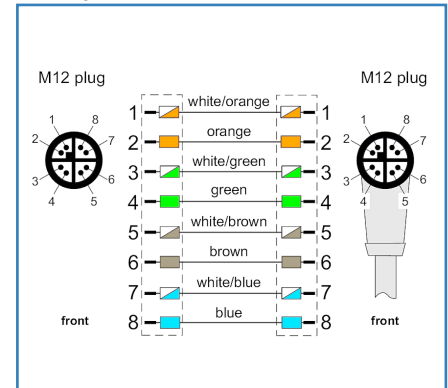 M12 plug
M12 plug
1 8
2 7
3 6
4 5
front
1 white/orange 1
2 orange 2
3 white/green 3
4 green 4
5 white/brown 5
6 brown 6
7 white/blue 7
8 blue 8
1 8
2 7
3 6
4 5
front